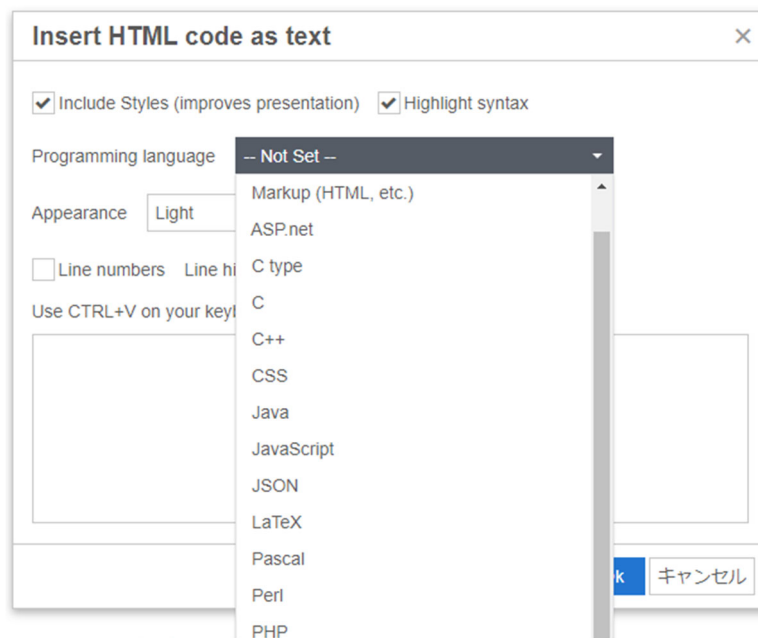 Insert HTML code as text
Include Styles (improves presentation) Highlight syntax
Programming language -- Not Set --
Markup (HTML, etc.)
Appearance Light
ASP.net
C type
Line numbers Line hi
C
Use CTRL+V on your keyb
C++
CSS
Java
JavaScript
JSON
LaTeX
Pascal
k キャンセル
Perl
PHP